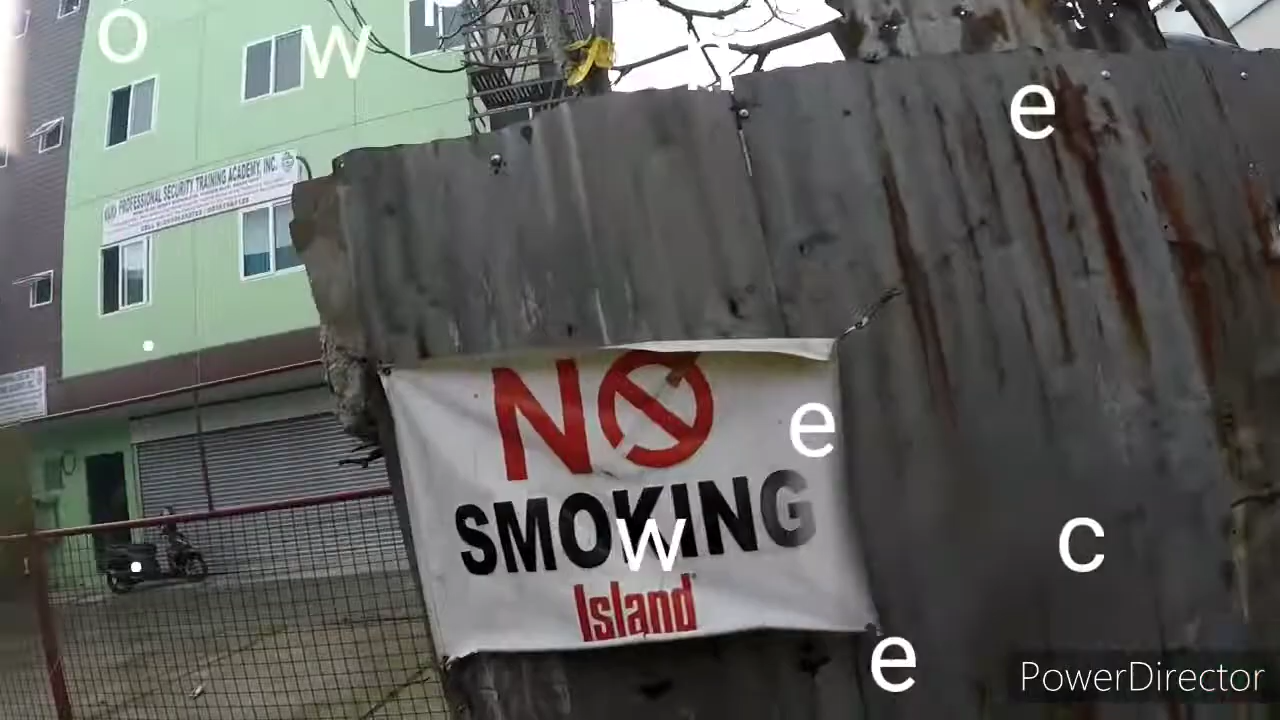 o
w
e
PROFESSIONAL SECURITY TRAINING ACADEMY, INC.
NO
e
SMOKING
w
c
Island
e
PowerDirector